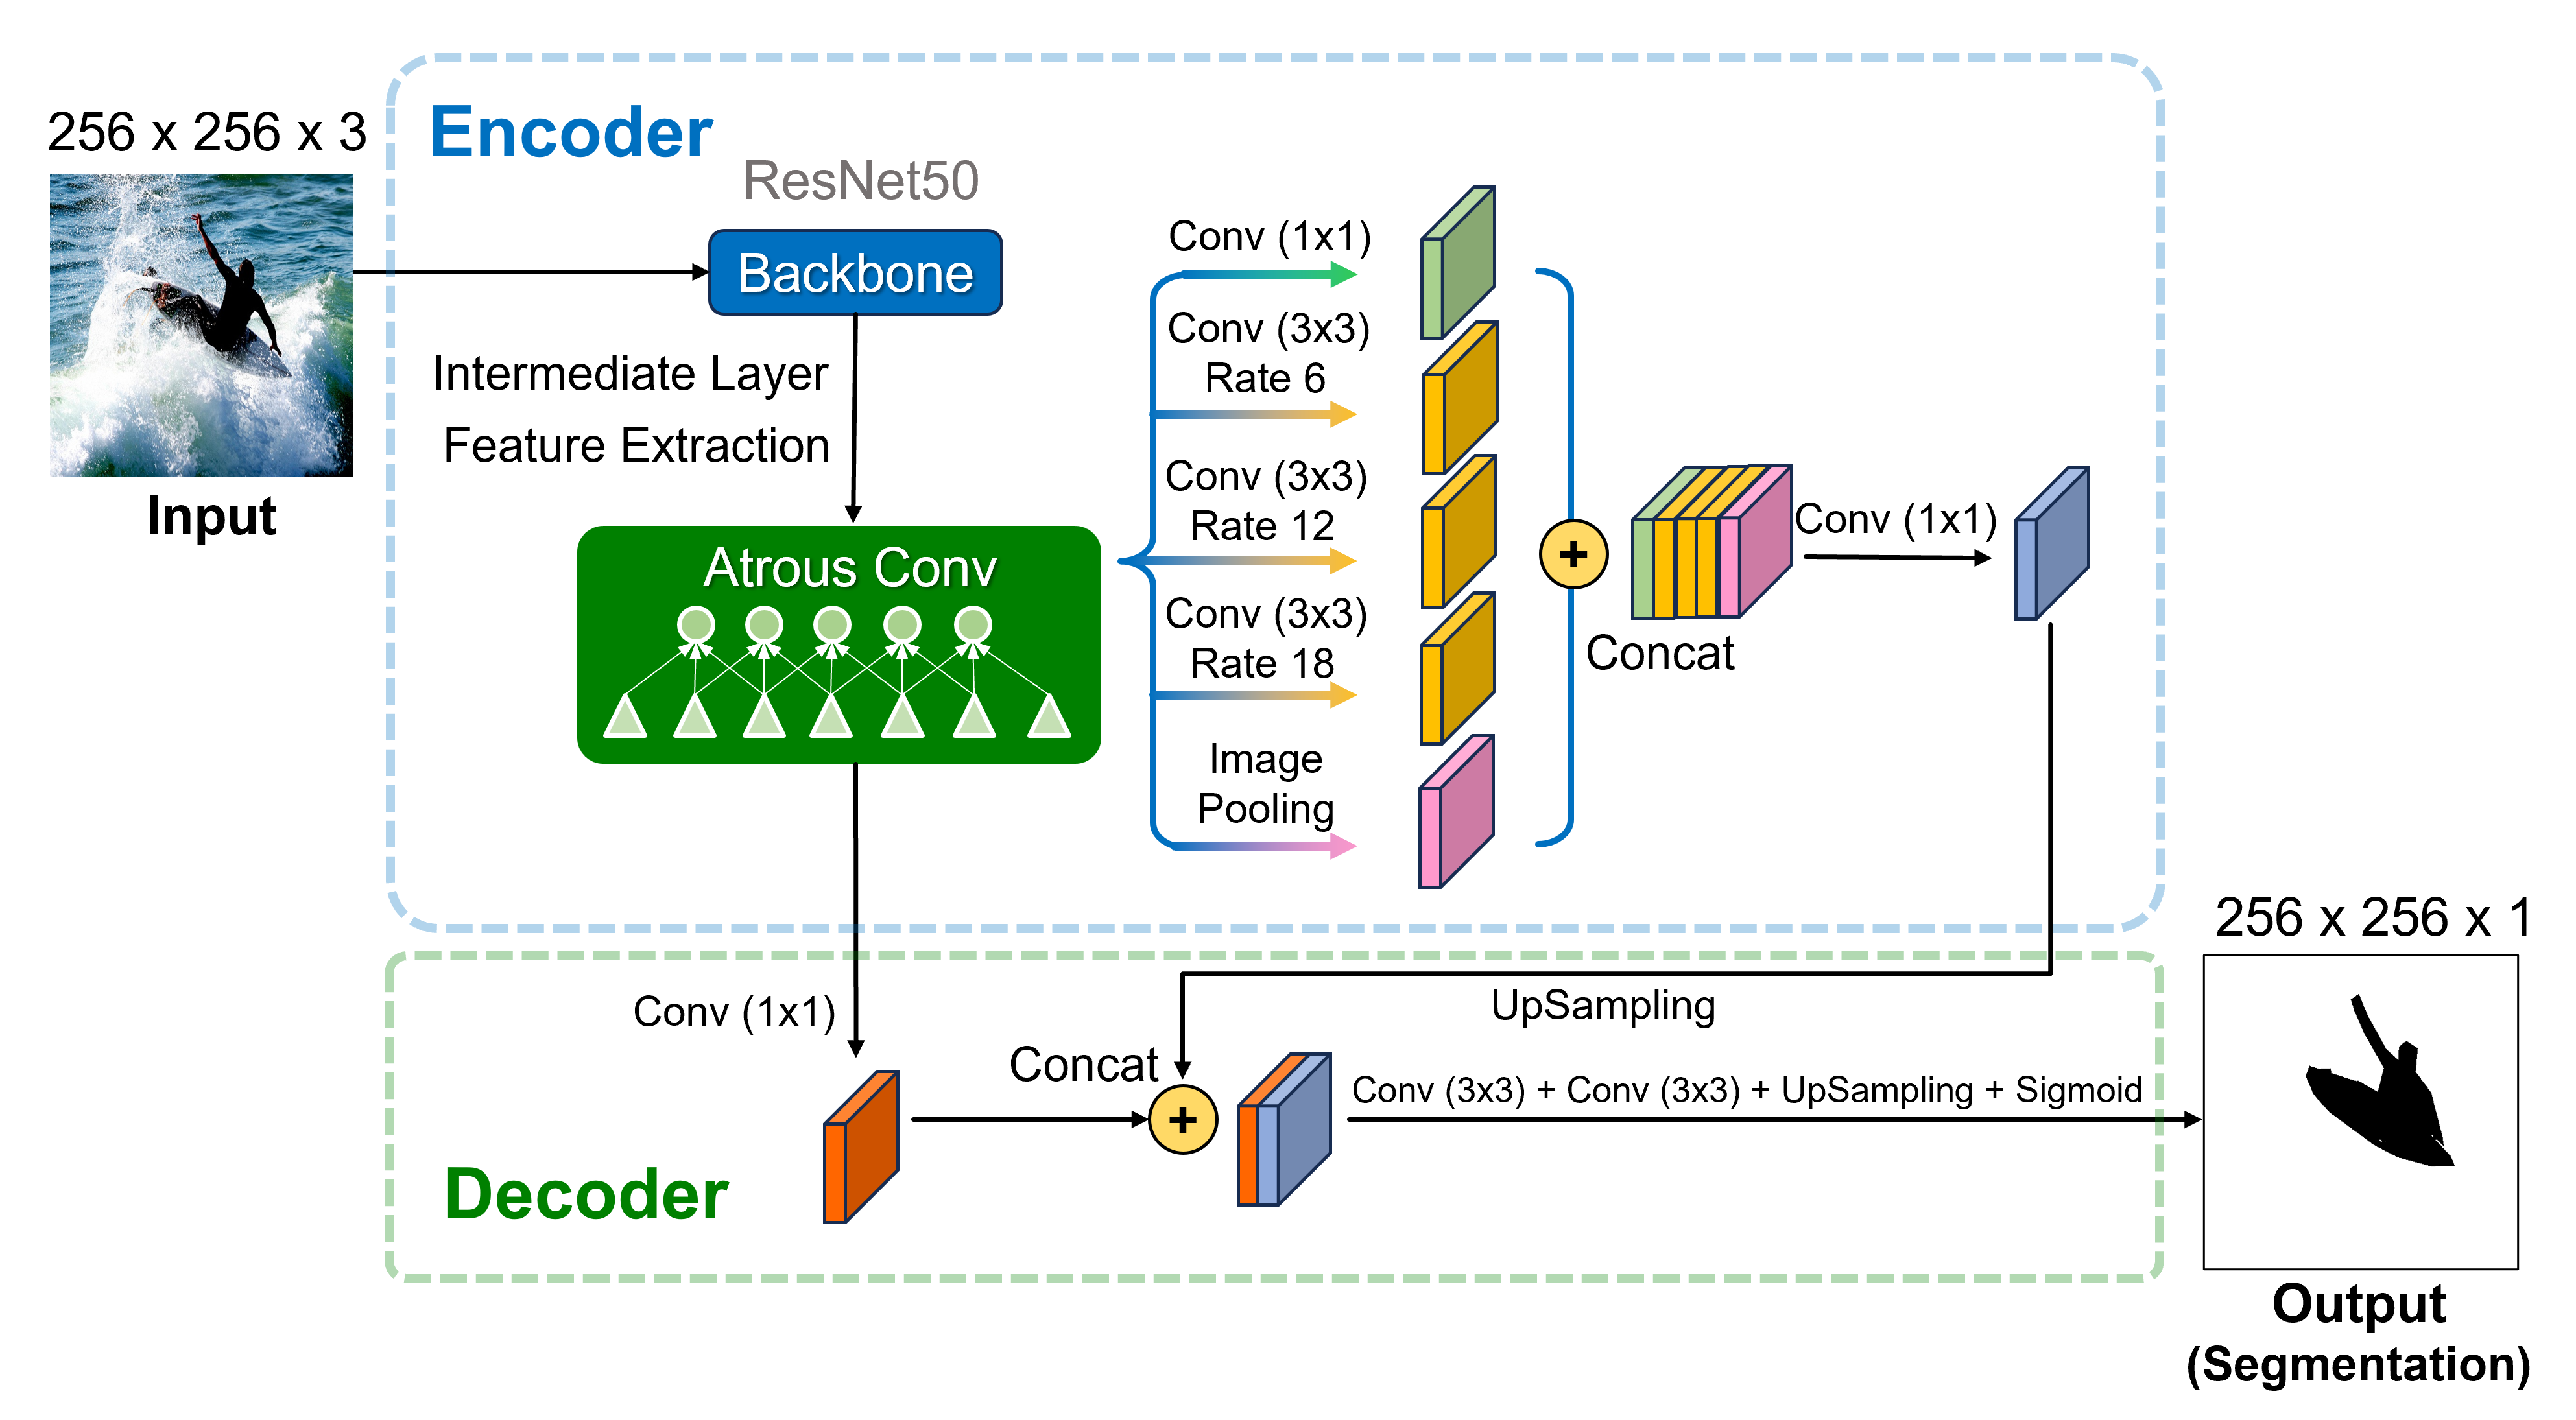 256 x 256 x 3
Input
Encoder
ResNet50
Backbone
Intermediate Layer
Feature Extraction
Atrous Conv
Conv (1x1)
Conv (3x3)
Rate 6
Conv (3x3)
Rate 12
Conv (3x3)
Rate 18
Image
Pooling
+
Concat
Conv (1x1)
Decoder
Conv (1x1)
Concat
+
UpSampling
Conv (3x3) + Conv (3x3) + UpSampling + Sigmoid
256 x 256 x 1
Output
(Segmentation)